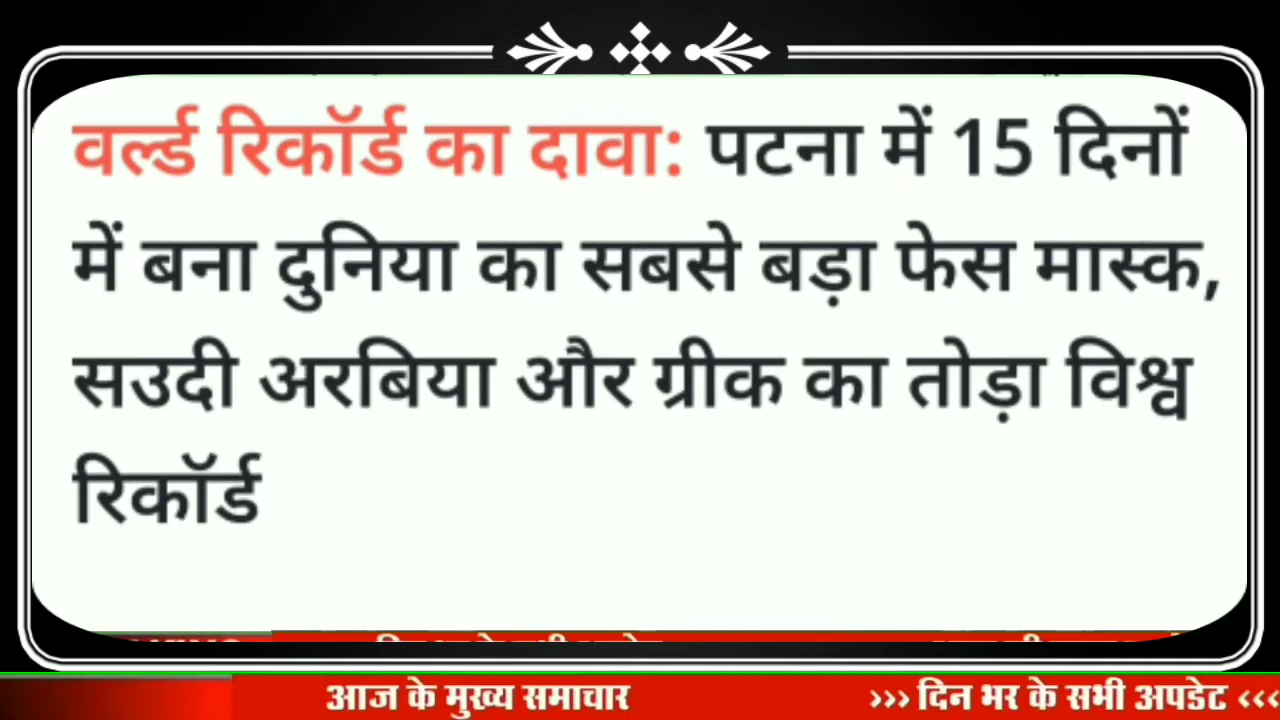 वर्ल्ड रिकॉर्ड का दावा: पटना में 15 दिनों
में बना दुनिया का सबसे बड़ा फेस मास्क,
सउदी अरबिया और ग्रीक का तोड़ा विश्व
रिकॉर्ड
आज के मुख्य समाचार >>> दिन भर के सभी अपडेट <<<